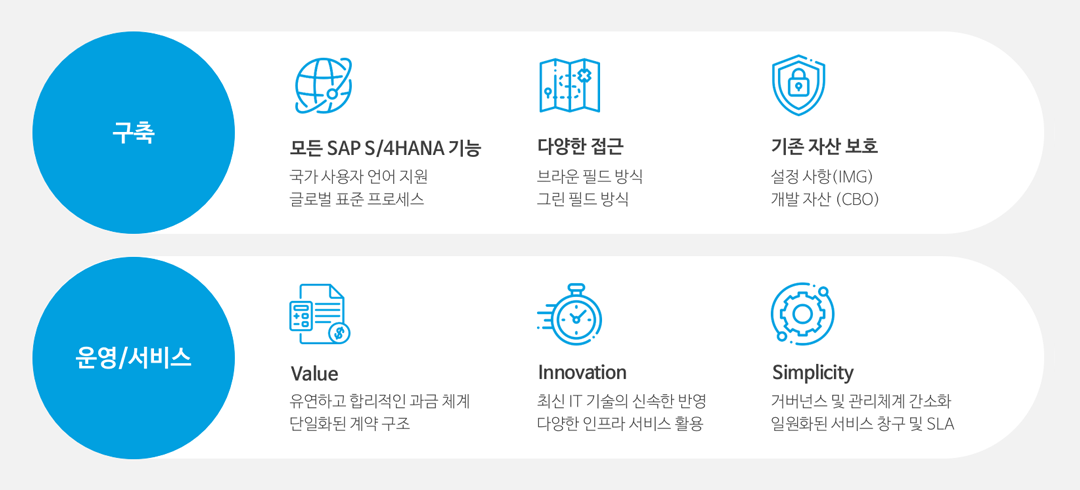 구축
모든 SAP S/4HANA 기능
국가 사용자 언어 지원
글로벌 표준 프로세스
다양한 접근
브라운 필드 방식
그린 필드 방식
기존 자산 보호
설정 사항(IMG)
개발 자산 (CBO)
운영/서비스
Value
유연하고 합리적인 과금 체계
단일화된 계약 구조
Innovation
최신 IT 기술의 신속한 반영
다양한 인프라 서비스 활용
Simplicity
거버넌스 및 관리체계 간소화
일원화된 서비스 창구 및 SLA